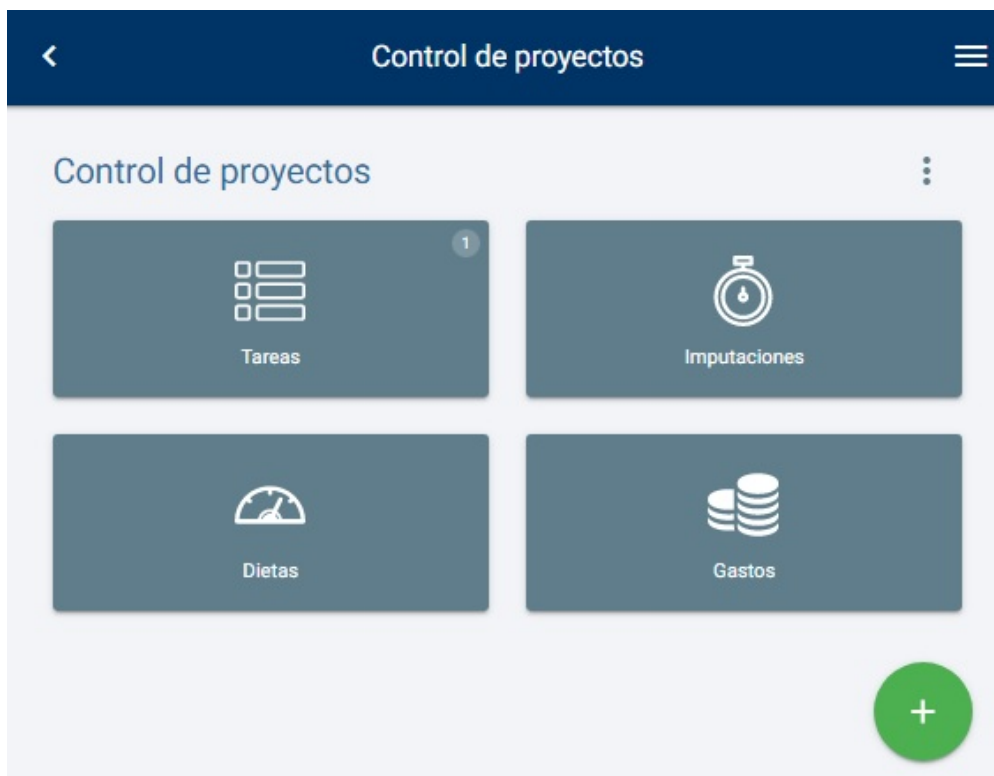 Control de proyectos
Control de proyectos
1
Tareas
Imputaciones
Dietas
Gastos